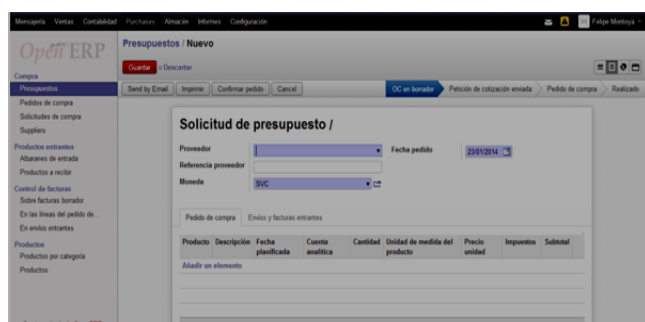 Mensajería Ventas Contabilidad Purchases Almacén Informes Configuración Felipe Montoya
Open ERP
Presupuestos / Nuevo
Guardar o Descartar
Compra
Presupuestos
Pedidos de compra
Solicitudes de compra
Suppliers
Productos entrantes
Albaranes de entrada
Productos a recibir
Control de facturas
Sobre facturas borrador
En las líneas del pedido de...
En envíos entrantes
Productos
Productos por categoría
Productos
Send by Email Imprimir Confirmar pedido Cancel OC en borrador Petición de cotización enviada Pedido de compra Realizado
Solicitud de presupuesto /
Proveedor Fecha pedido 23/01/2014
Referencia proveedor
Moneda SVC
Pedido de compra Envíos y facturas entrantes
Producto Descripción Fecha planificada Cuenta analítica Cantidad Unidad de medida del producto Precio unidad Impuestos Subtotal
Añadir un elemento